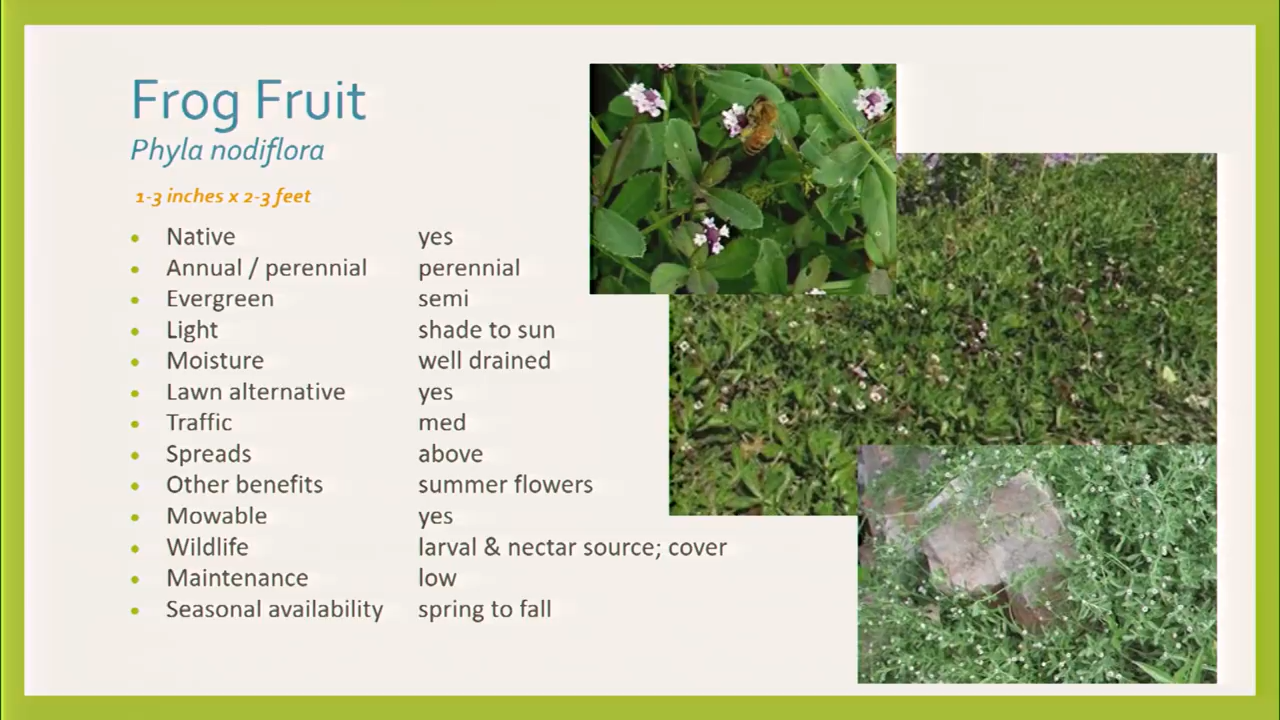 Frog Fruit
Phyla nodiflora
1-3 inches x 2-3 feet
• Native yes
• Annual / perennial perennial
• Evergreen semi
• Light shade to sun
• Moisture well drained
• Lawn alternative yes
• Traffic med
• Spreads above
• Other benefits summer flowers
• Mowable yes
• Wildlife larval & nectar source; cover
• Maintenance low
• Seasonal availability spring to fall